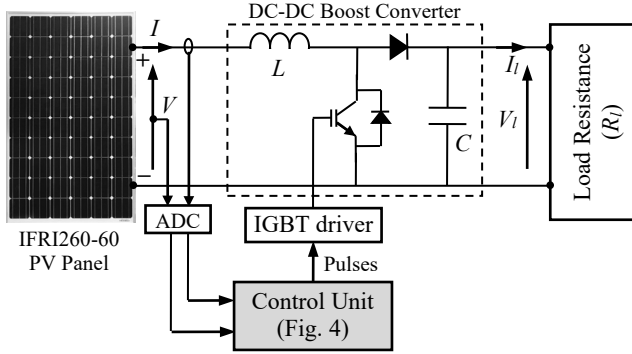 DC-DC Boost Converter
I
L
I_l
+
V
C
V_l
Load Resistance
(R_l)
−
ADC
IGBT driver
IFRI260-60
PV Panel
Pulses
Control Unit
(Fig. 4)